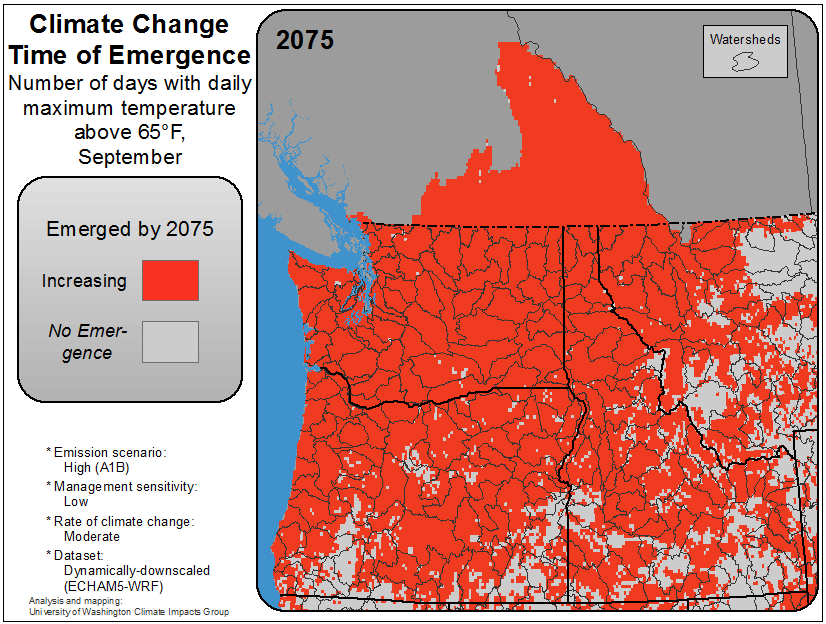 Climate Change
Time of Emergence
Number of days with daily
maximum temperature
above 65°F,
September
Emerged by 2075
Increasing
No Emer-
gence
* Emission scenario:
High (A1B)
* Management sensitivity:
Low
* Rate of climate change:
Moderate
* Dataset:
Dynamically-downscaled
(ECHAM5-WRF)
Analysis and mapping:
University of Washington Climate Impacts Group
2075
Watersheds